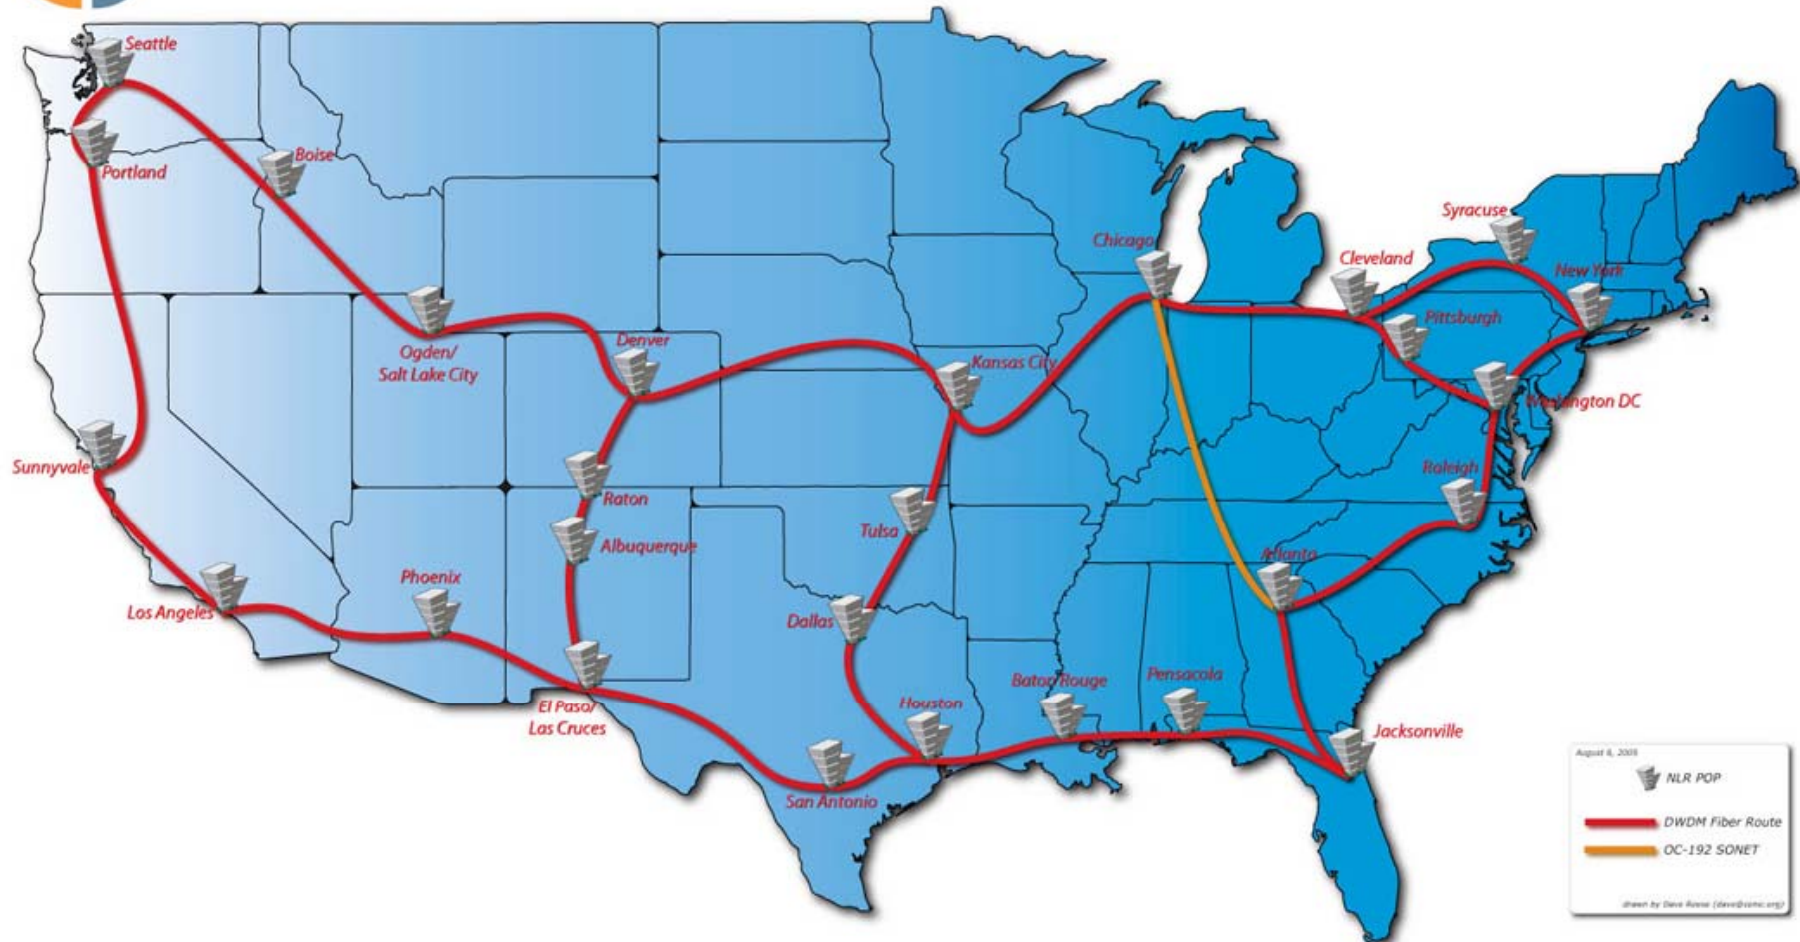 Seattle
Portland
Boise
Ogden/
Salt Lake City
Denver
Kansas City
Chicago
Cleveland
Syracuse
New York
Pittsburgh
Washington DC
Raleigh
Sunnyvale
Raton
Albuquerque
Tulsa
Atlanta
Los Angeles
Phoenix
Dallas
El Paso/
Las Cruces
San Antonio
Houston
Baton Rouge
Pensacola
Jacksonville
NLR POP
DWDM Fiber Route
OC-192 SONET